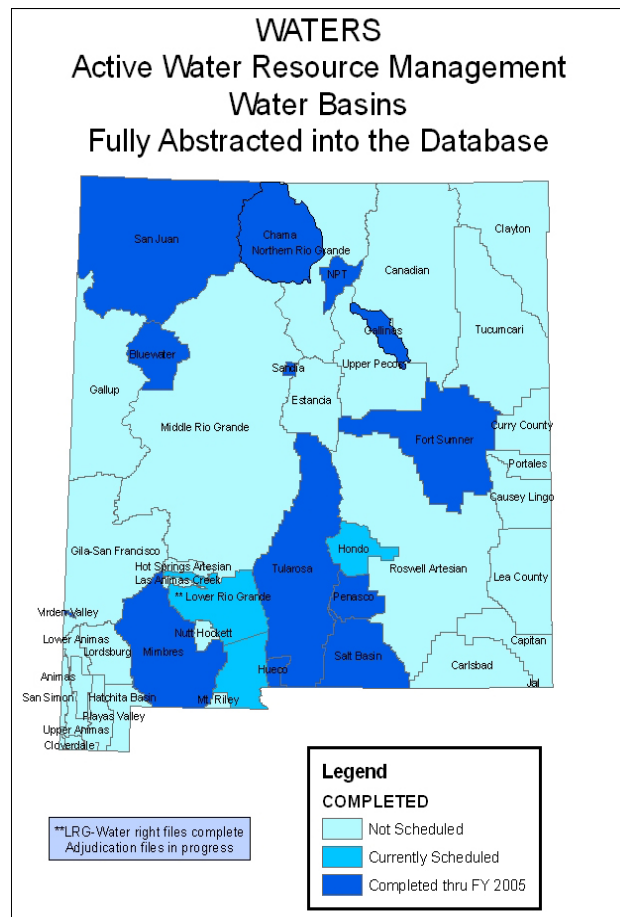 WATERS
Active Water Resource Management
Water Basins
Fully Abstracted into the Database
San Juan
Chama
Northern Rio Grande
Clayton
NPT
Canadian
Tucumcari
Gallinas
Bluewater
Upper Pecos
Sandia
Gallup
Estancia
Middle Rio Grande
Curry County
Fort Sumner
Portales
Causey Lingo
Gila-San Francisco
Hondo
Hot Springs Artesian
Tularosa
Roswell Artesian
Las Animas Creek
Lea County
** Lower Rio Grande
Penasco
Virden Valley
Nutt-Hockett
Lower Animas
Capitan
Lordsburg
Mimbres
Salt Basin
Hueco
Carlsbad
Animas
Jal
San Simon
Hatchita Basin
Mt. Riley
Playas Valley
Upper Animas
Cloverdale
Legend
COMPLETED
Not Scheduled
Currently Scheduled
Completed thru FY 2005
**LRG-Water right files complete
Adjudication files in progress